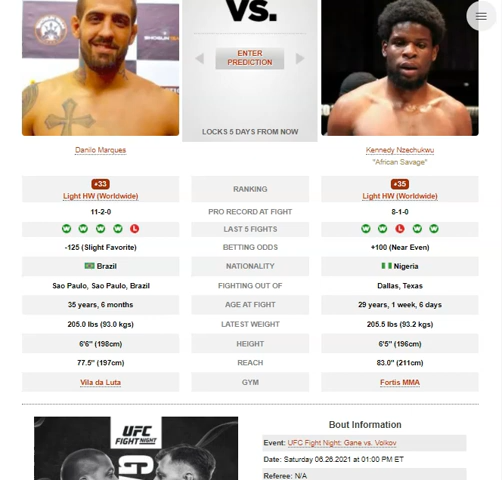 VS.
ENTER
PREDICTION
LOCKS 5 DAYS FROM NOW
Danilo Marques
Kennedy Nzechukwu
"African Savage"
#33 RANKING #35
Light HW (Worldwide) Light HW (Worldwide)
11-2-0 PRO RECORD AT FIGHT 8-1-0
W W W W L LAST 5 FIGHTS W W L W W
-125 (Slight Favorite) BETTING ODDS +100 (Near Even)
Brazil NATIONALITY Nigeria
Sao Paulo, Sao Paulo, Brazil FIGHTING OUT OF Dallas, Texas
35 years, 6 months AGE AT FIGHT 29 years, 1 week, 6 days
205.0 lbs (93.0 kgs) LATEST WEIGHT 205.5 lbs (93.2 kgs)
6'6" (198cm) HEIGHT 6'5" (196cm)
77.5" (197cm) REACH 83.0" (211cm)
Vila da Luta GYM Fortis MMA
UFC
FIGHT NIGHT
Bout Information
Event: UFC Fight Night: Gane vs. Volkov
Date: Saturday 06.26.2021 at 01:00 PM ET
Referee: N/A